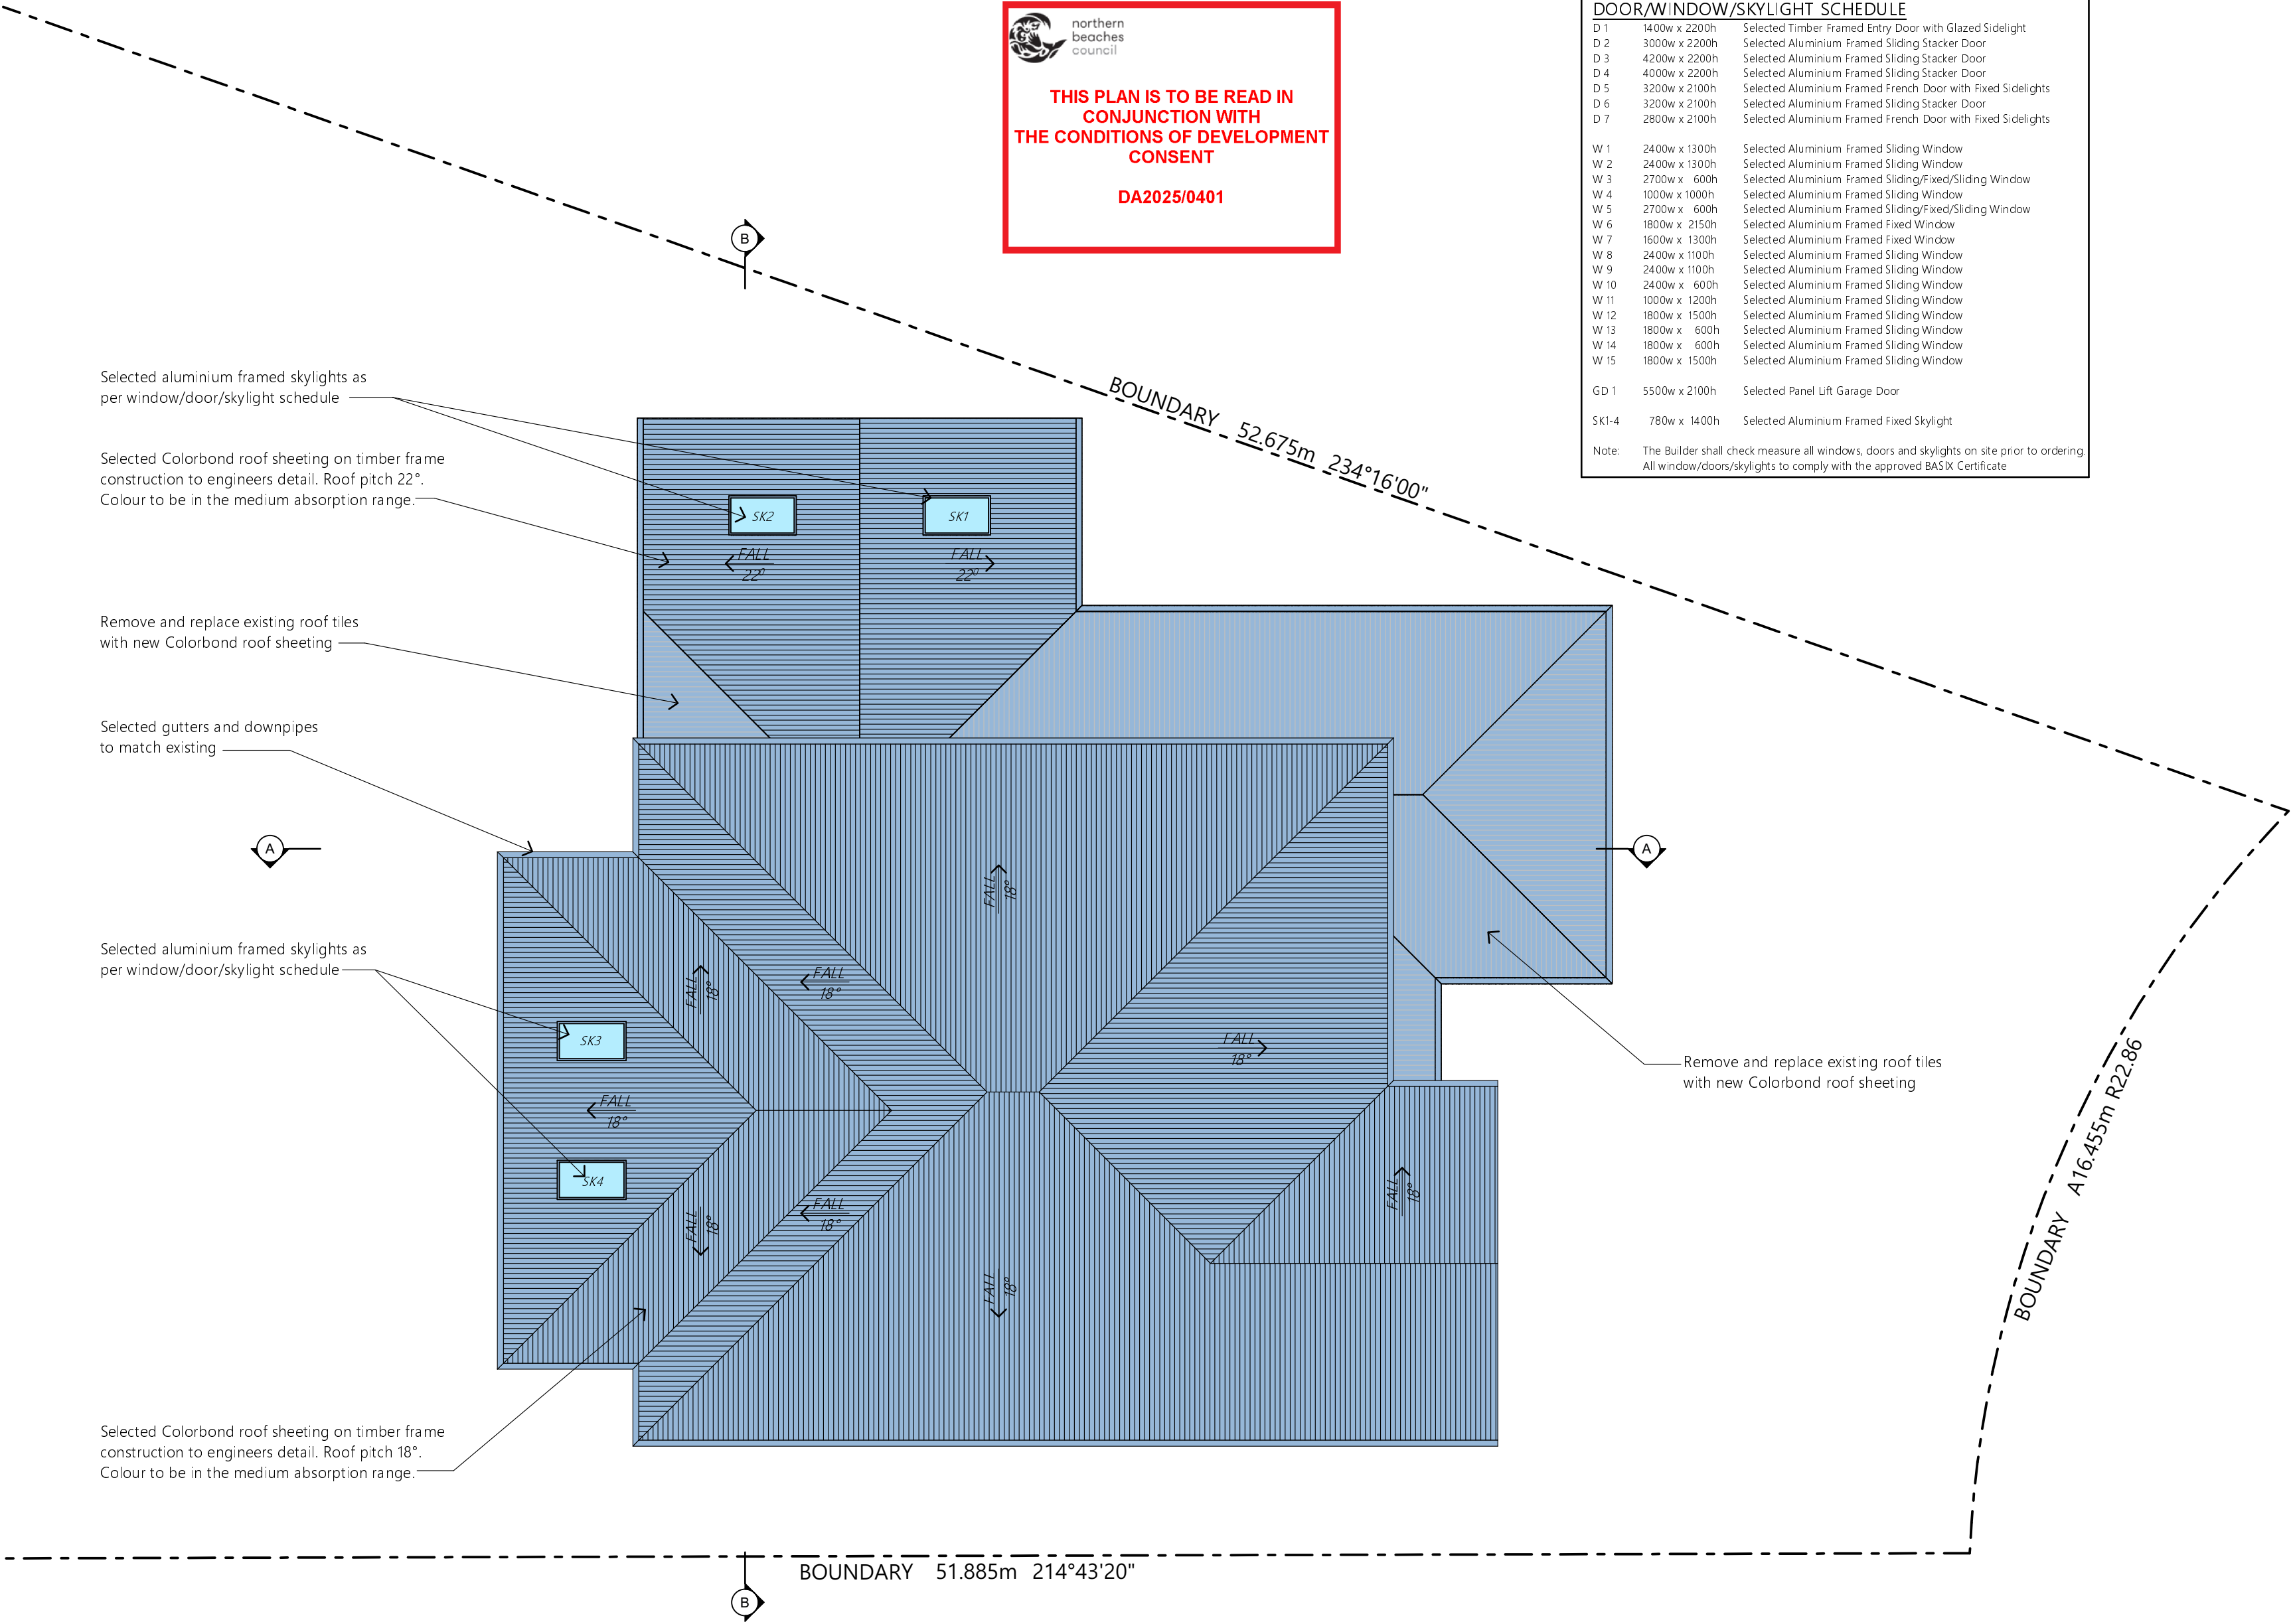 northern
beaches
council
THIS PLAN IS TO BE READ IN
CONJUNCTION WITH
THE CONDITIONS OF DEVELOPMENT
CONSENT
DA2025/0401
DOOR/WINDOW/SKYLIGHT SCHEDULE
D 1 1400w x 2200h Selected Timber Framed Entry Door with Glazed Sidelight
D 2 3000w x 2200h Selected Aluminium Framed Sliding Stacker Door
D 3 4200w x 2200h Selected Aluminium Framed Sliding Stacker Door
D 4 4000w x 2200h Selected Aluminium Framed Sliding Stacker Door
D 5 3200w x 2100h Selected Aluminium Framed French Door with Fixed Sidelights
D 6 3200w x 2100h Selected Aluminium Framed Sliding Stacker Door
D 7 2800w x 2100h Selected Aluminium Framed French Door with Fixed Sidelights
W 1 2400w x 1300h Selected Aluminium Framed Sliding Window
W 2 2400w x 1300h Selected Aluminium Framed Sliding Window
W 3 2700w x 600h Selected Aluminium Framed Sliding/Fixed/Sliding Window
W 4 1000w x 1000h Selected Aluminium Framed Sliding Window
W 5 2700w x 600h Selected Aluminium Framed Sliding/Fixed/Sliding Window
W 6 1800w x 2150h Selected Aluminium Framed Fixed Window
W 7 1600w x 1300h Selected Aluminium Framed Fixed Window
W 8 2400w x 1100h Selected Aluminium Framed Sliding Window
W 9 2400w x 1100h Selected Aluminium Framed Sliding Window
W 10 2400w x 600h Selected Aluminium Framed Sliding Window
W 11 1000w x 1200h Selected Aluminium Framed Sliding Window
W 12 1800w x 1500h Selected Aluminium Framed Sliding Window
W 13 1800w x 600h Selected Aluminium Framed Sliding Window
W 14 1800w x 600h Selected Aluminium Framed Sliding Window
W 15 1800w x 1500h Selected Aluminium Framed Sliding Window
GD 1 5500w x 2100h Selected Panel Lift Garage Door
SK1-4 780w x 1400h Selected Aluminium Framed Fixed Skylight
Note: The Builder shall check measure all windows, doors and skylights on site prior to ordering.
All window/doors/skylights to comply with the approved BASIX Certificate
B
Selected aluminium framed skylights as
per window/door/skylight schedule
BOUNDARY 52.675m 234°16'00"
Selected Colorbond roof sheeting on timber frame
construction to engineers detail. Roof pitch 22°.
Colour to be in the medium absorption range.
SK2
SK1
FALL
22⁰
FALL
22⁰
Remove and replace existing roof tiles
with new Colorbond roof sheeting
Selected gutters and downpipes
to match existing
A
A
FALL
18°
Selected aluminium framed skylights as
per window/door/skylight schedule
FALL
18°
FALL
18°
SK3
FALL
18°
Remove and replace existing roof tiles
with new Colorbond roof sheeting
FALL
18°
SK4
FALL
18°
FALL
18°
FALL
18°
FALL
18°
BOUNDARY A16.455m R22.86
Selected Colorbond roof sheeting on timber frame
construction to engineers detail. Roof pitch 18°.
Colour to be in the medium absorption range.
BOUNDARY 51.885m 214°43'20"
B